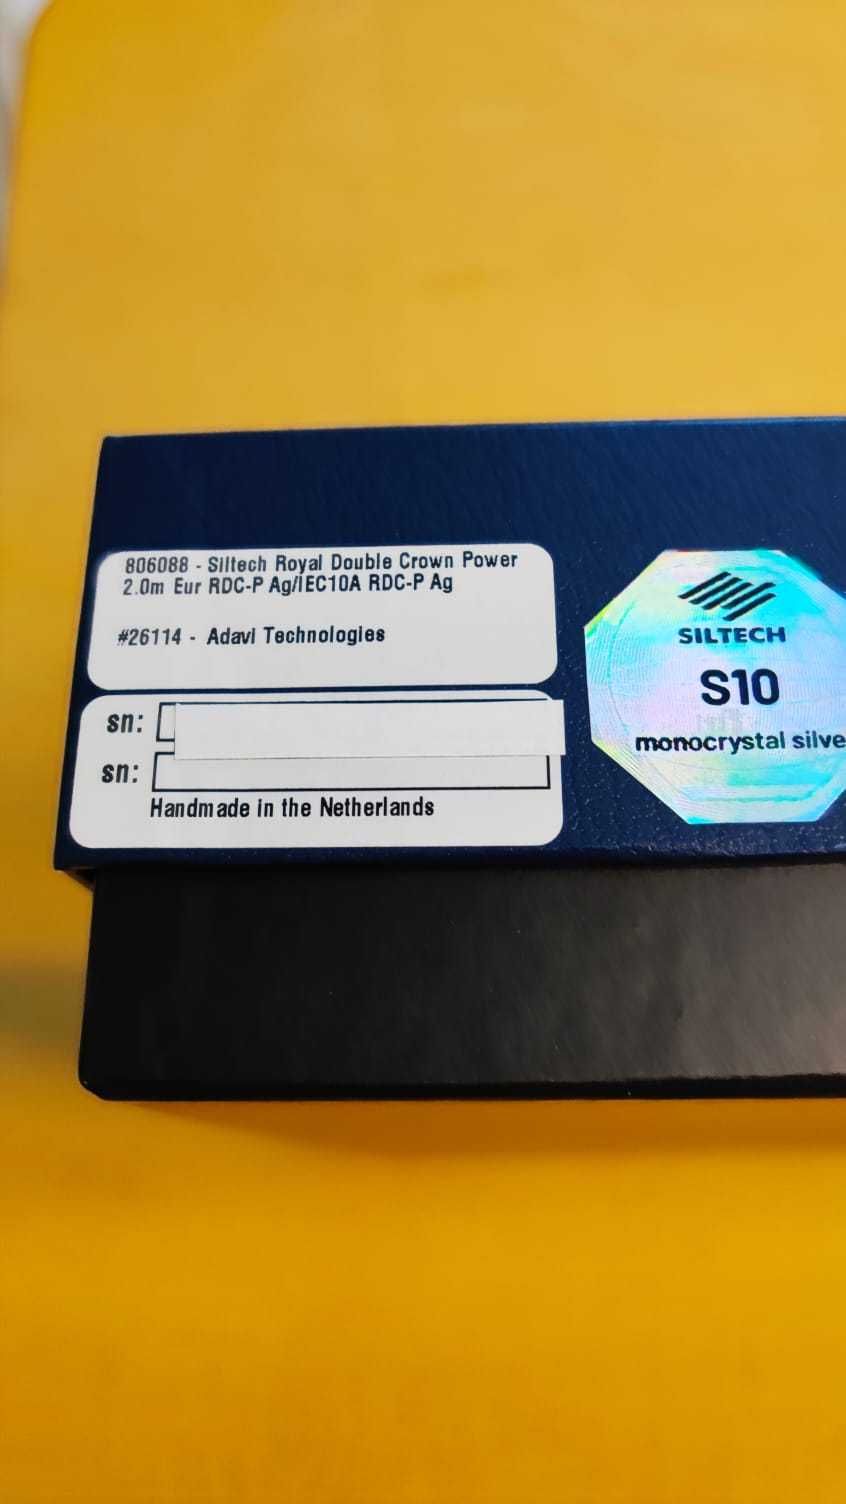 806088 - Siltech Royal Double Crown Power
2.0m Eur RDC-P Ag/IEC10A RDC-P Ag
#26114 - Adavi Technologies
sn:
sn:
Handmade in the Netherlands
SILTECH
S10
monocrystal silve